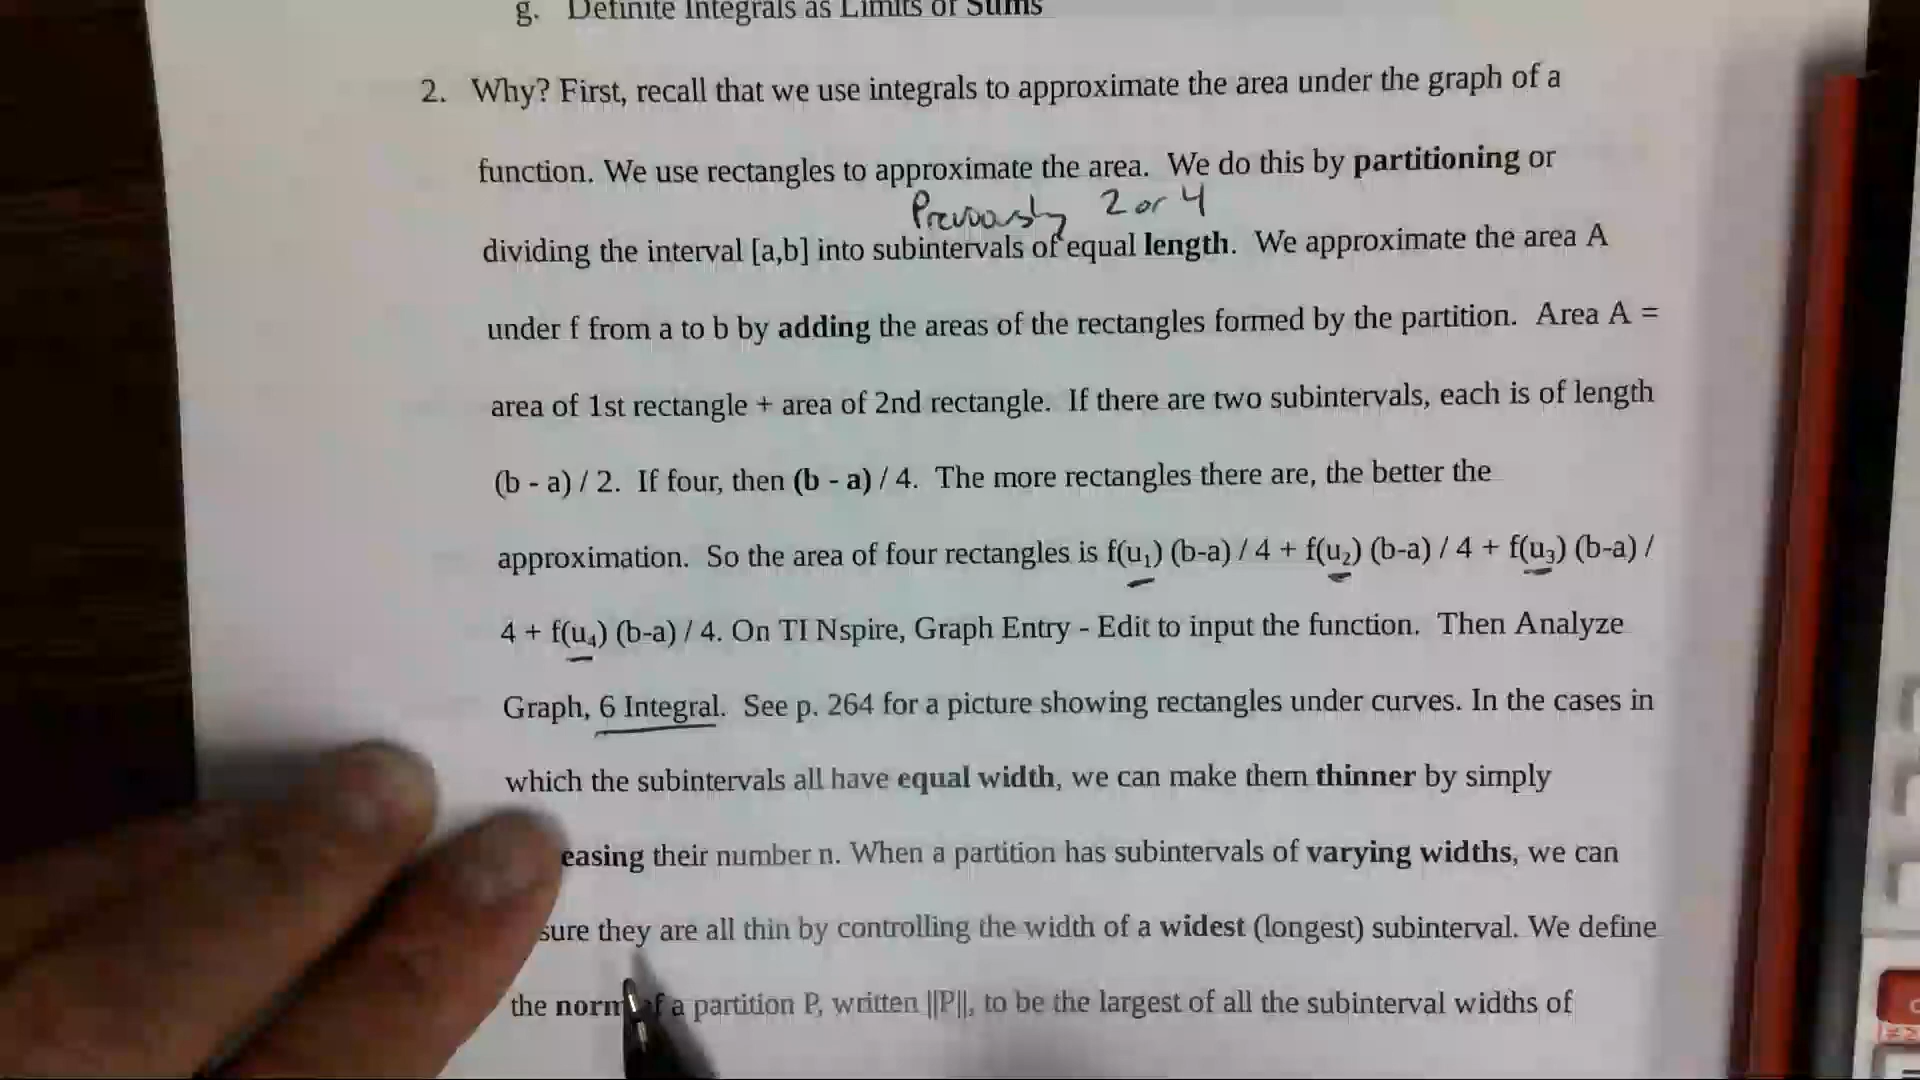 g. Definite Integrals as Limits of Sums
2. Why? First, recall that we use integrals to approximate the area under the graph of a
function. We use rectangles to approximate the area. We do this by partitioning or
Previously 2 or 4
dividing the interval [a,b] into subintervals of equal length. We approximate the area A
under f from a to b by adding the areas of the rectangles formed by the partition. Area A =
area of 1st rectangle + area of 2nd rectangle. If there are two subintervals, each is of length
(b - a) / 2. If four, then (b - a) / 4. The more rectangles there are, the better the
approximation. So the area of four rectangles is f(u₁) (b-a) / 4 + f(u₂) (b-a) / 4 + f(u₃) (b-a) /
4 + f(u₄) (b-a) / 4. On TI Nspire, Graph Entry - Edit to input the function. Then Analyze
Graph, 6 Integral. See p. 264 for a picture showing rectangles under curves. In the cases in
which the subintervals all have equal width, we can make them thinner by simply
easing their number n. When a partition has subintervals of varying widths, we can
sure they are all thin by controlling the width of a widest (longest) subinterval. We define
the norm of a partition P, written ||P||, to be the largest of all the subinterval widths of